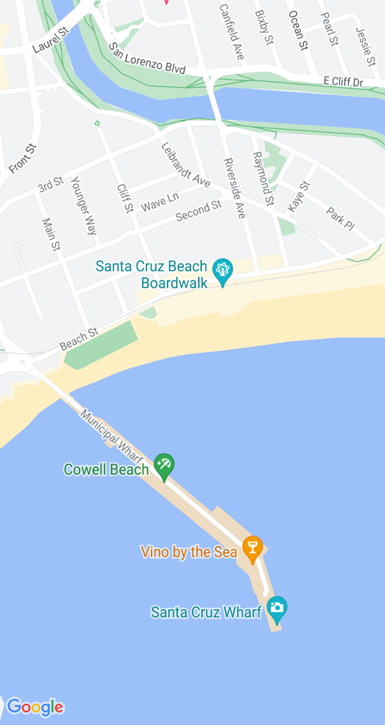 Laurel St
San Lorenzo Blvd
Canfield Ave
Bixby St
Ocean St
Pearl St
Jessie St
E Cliff Dr
Front St
3rd St
Younger Way
Main St
Cliff St
Wave Ln
Leibrandt Ave
Second St
Riverside Ave
Raymond St
Kaye St
Park Pl
Santa Cruz Beach
Boardwalk
Beach St
Municipal Wharf
Cowell Beach
Vino by the Sea
Santa Cruz Wharf
Google